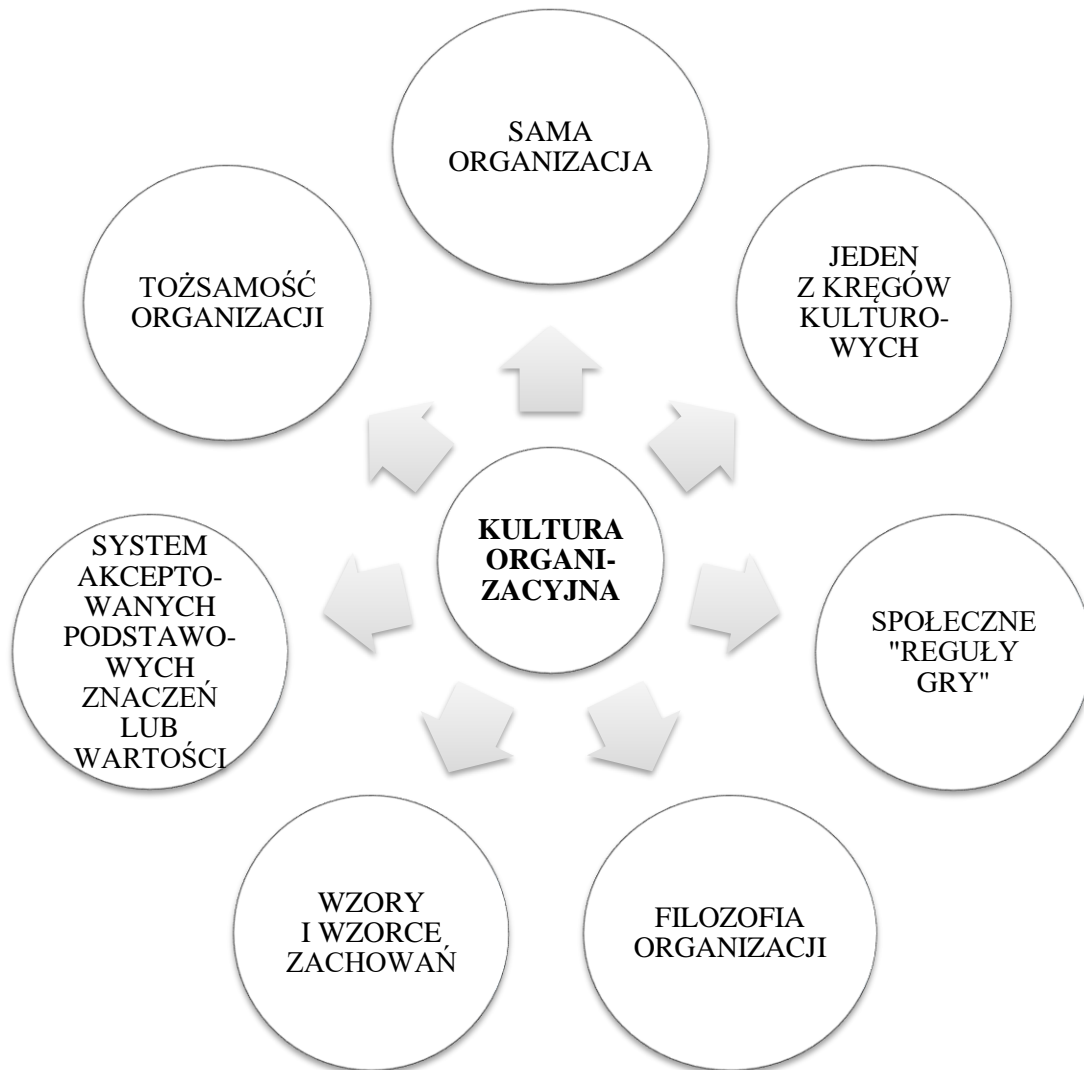 SAMA
ORGANIZACJA
JEDEN
Z KRĘGÓW
KULTURO-
WYCH
TOŻSAMOŚĆ
ORGANIZACJI
KULTURA
ORGANI-
ZACYJNA
SPOŁECZNE
"REGUŁY
GRY"
SYSTEM
AKCEPTO-
WANYCH
PODSTAWO-
WYCH
ZNACZEŃ
LUB
WARTOŚCI
FILOZOFIA
ORGANIZACJI
WZORY
I WZORCE
ZACHOWAŃ